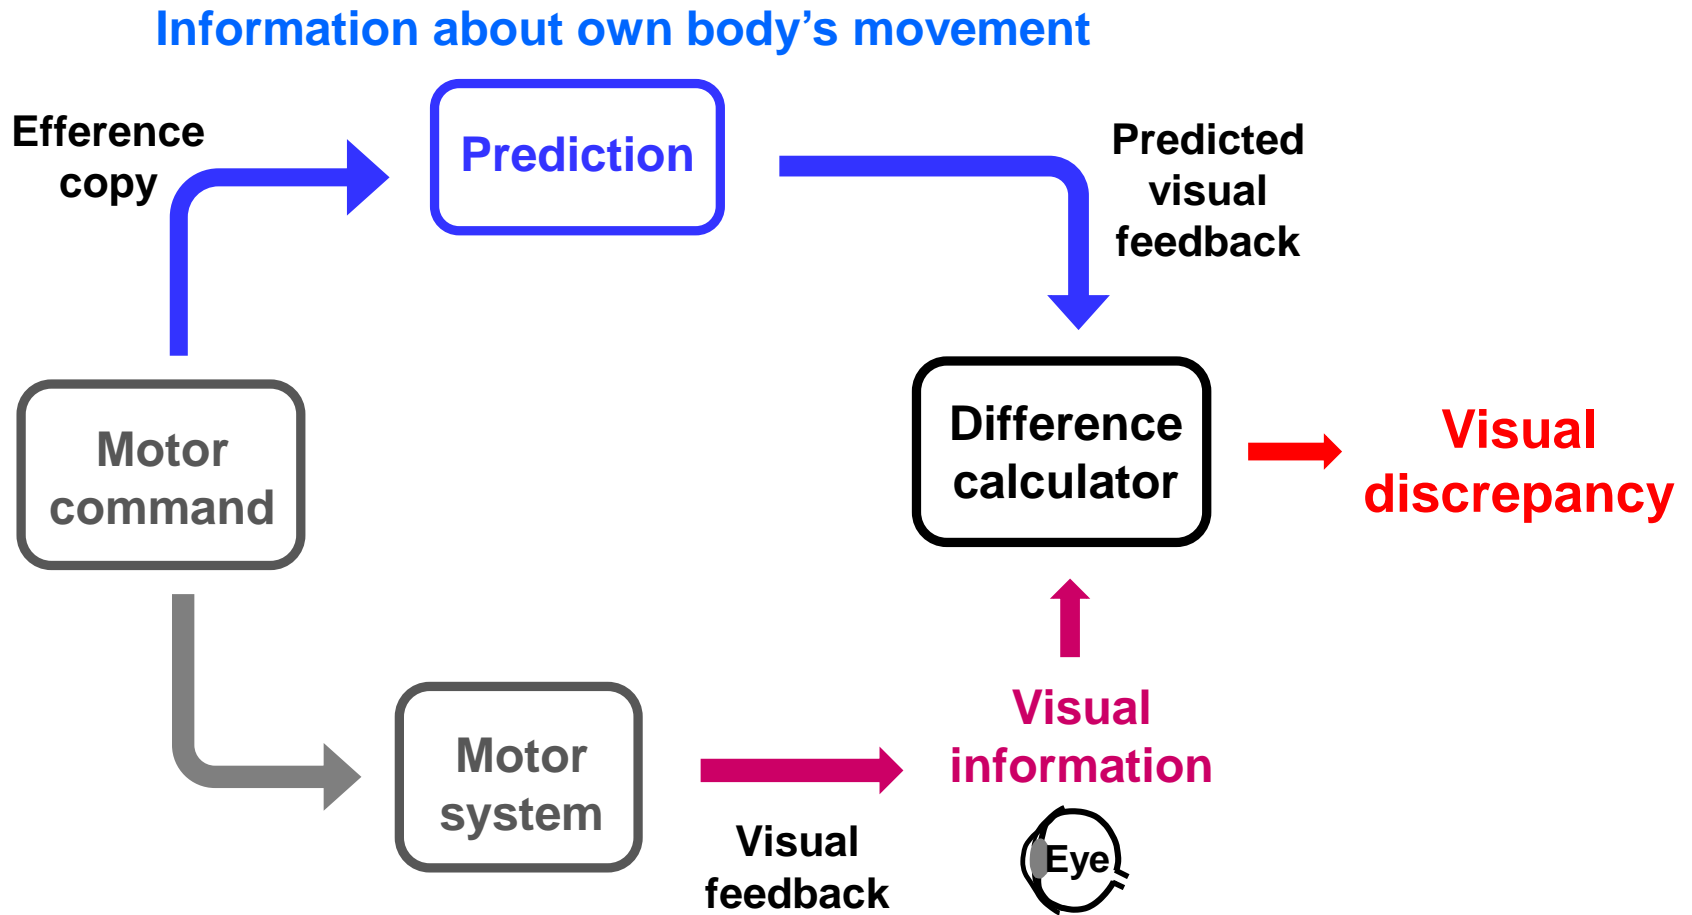 Information about own body’s movement
Efference
copy
Prediction
Predicted
visual
feedback
Motor
command
Difference
calculator
Visual
discrepancy
Motor
system
Visual
feedback
Visual
information
Eye